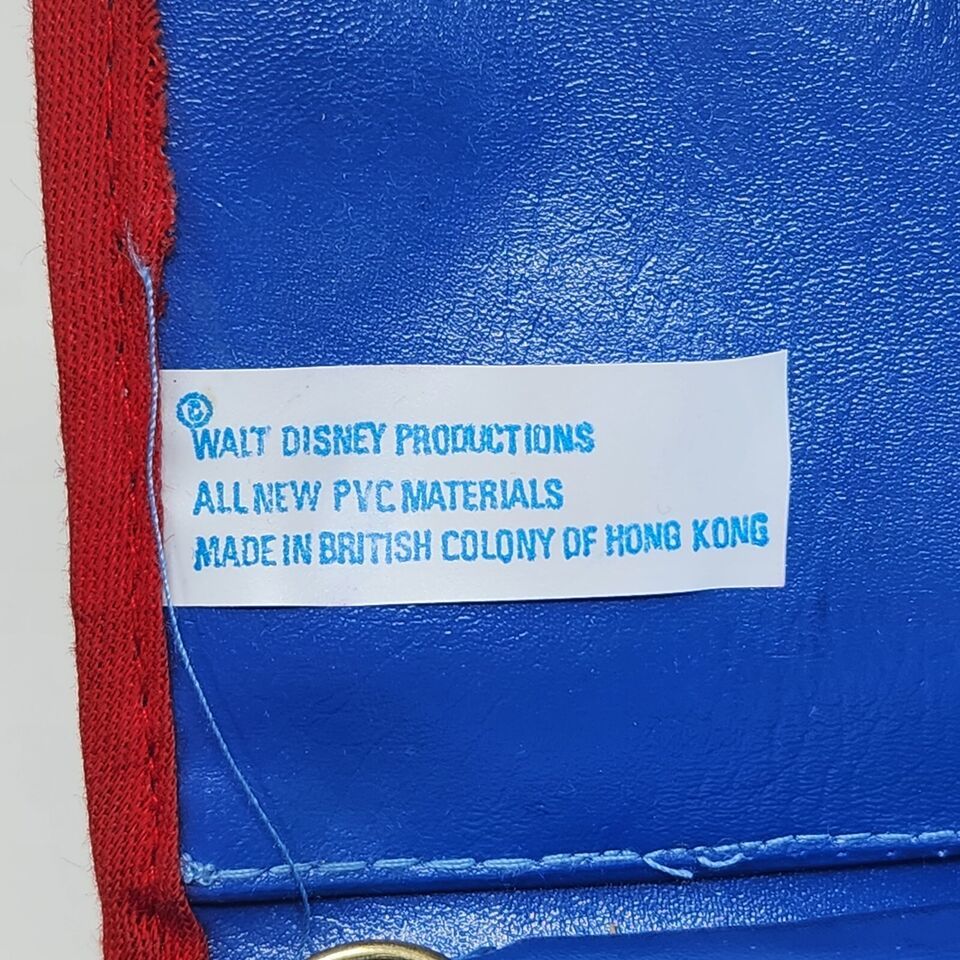 ©
WALT DISNEY PRODUCTIONS
ALL NEW PVC MATERIALS
MADE IN BRITISH COLONY OF HONG KONG